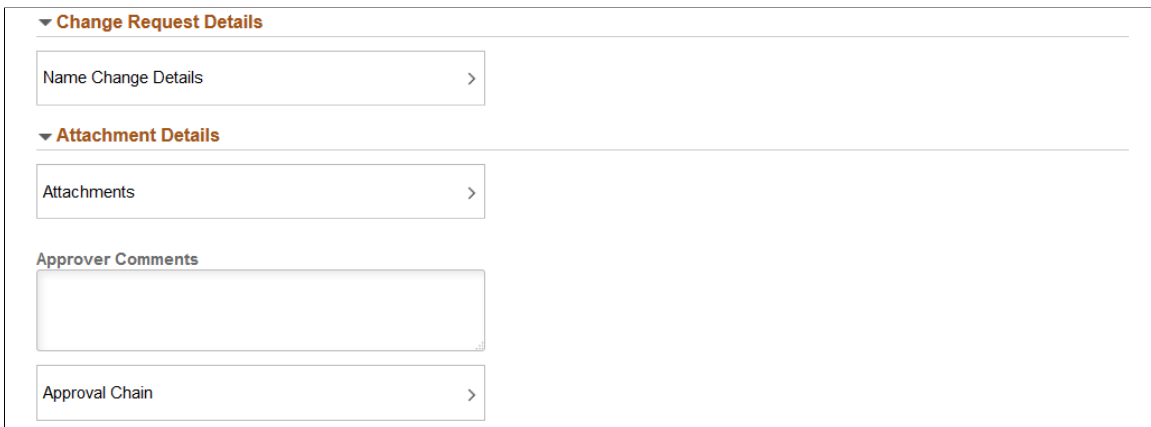 Change Request Details
Name Change Details
Attachment Details
Attachments
Approver Comments
Approval Chain